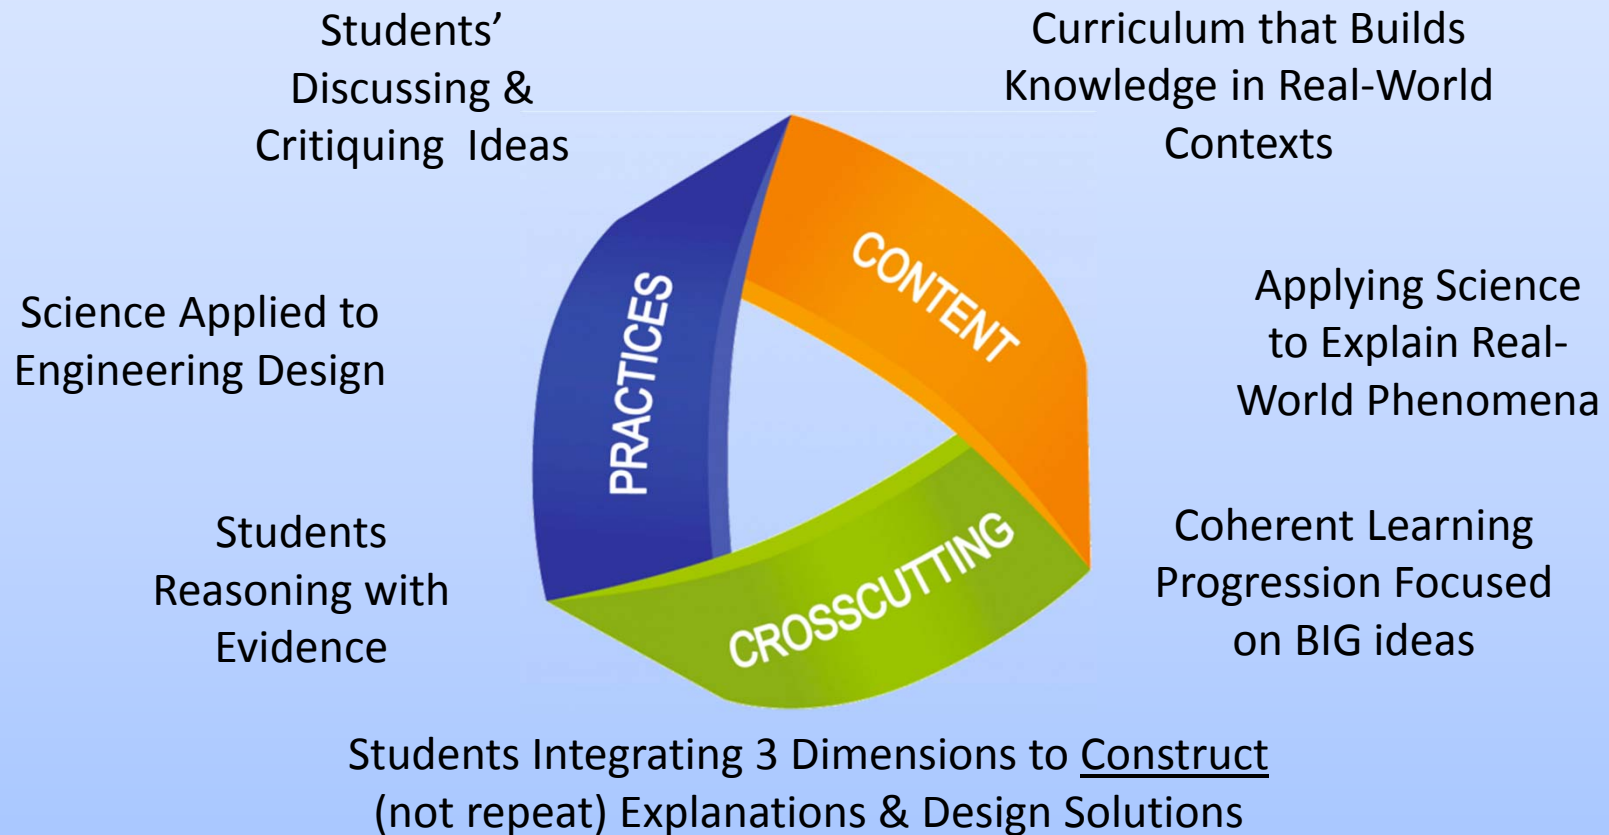 Students’
Discussing &
Critiquing  Ideas
Curriculum that Builds
Knowledge in Real-World
Contexts
Science Applied to
Engineering Design
PRACTICES
CONTENT
Applying Science
to Explain Real-
World Phenomena
Students
Reasoning with
Evidence
CROSSCUTTING
Coherent Learning
Progression Focused
on BIG ideas
Students Integrating 3 Dimensions to Construct
(not repeat) Explanations & Design Solutions